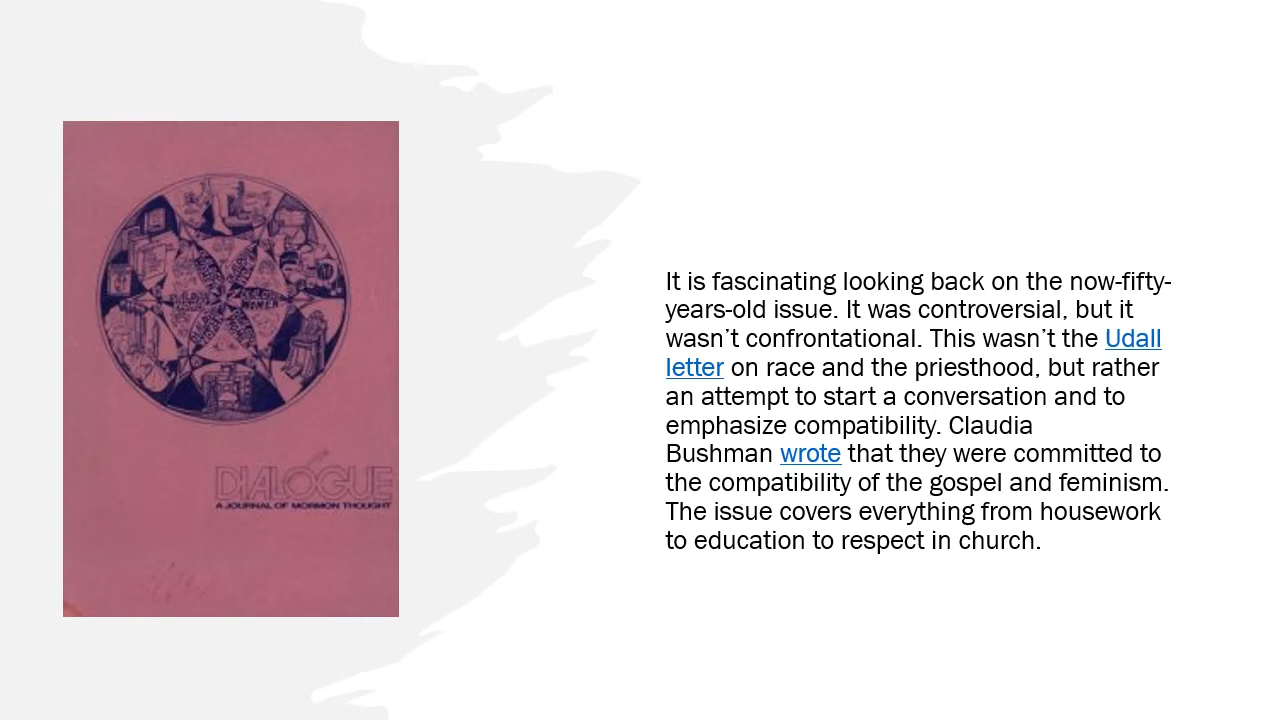 DIALOGUE
A JOURNAL OF MORMON THOUGHT
It is fascinating looking back on the now-fifty-
years-old issue. It was controversial, but it
wasn’t confrontational. This wasn’t the Udall
letter on race and the priesthood, but rather
an attempt to start a conversation and to
emphasize compatibility. Claudia
Bushman wrote that they were committed to
the compatibility of the gospel and feminism.
The issue covers everything from housework
to education to respect in church.